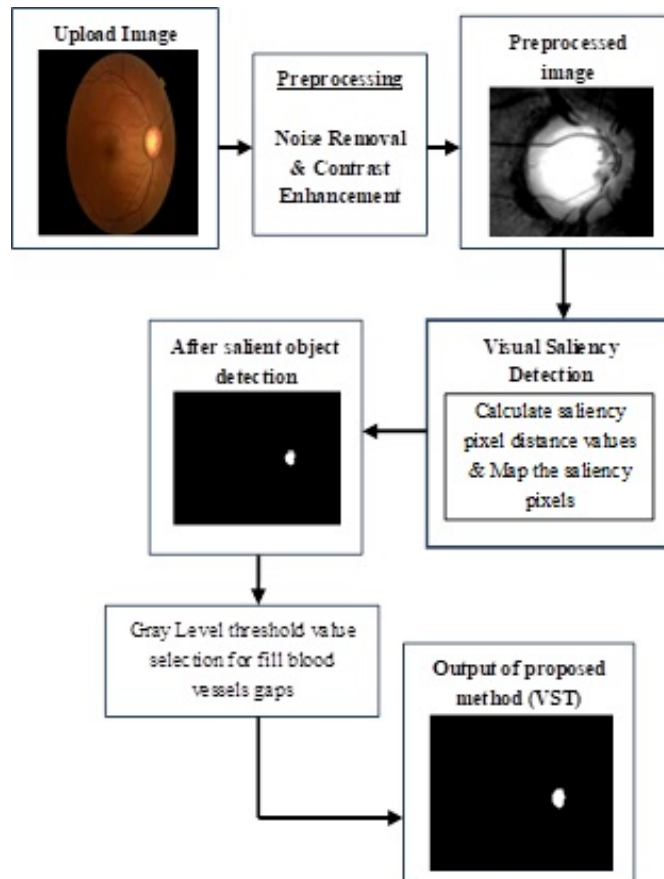 Upload Image
Preprocessing
Noise Removal
& Contrast
Enhancement
Preprocessed
image
Visual Saliency
Detection
Calculate saliency
pixel distance values
& Map the saliency
pixels
After salient object
detection
Gray Level threshold value
selection for fill blood
vessels gaps
Output of proposed
method (VST)